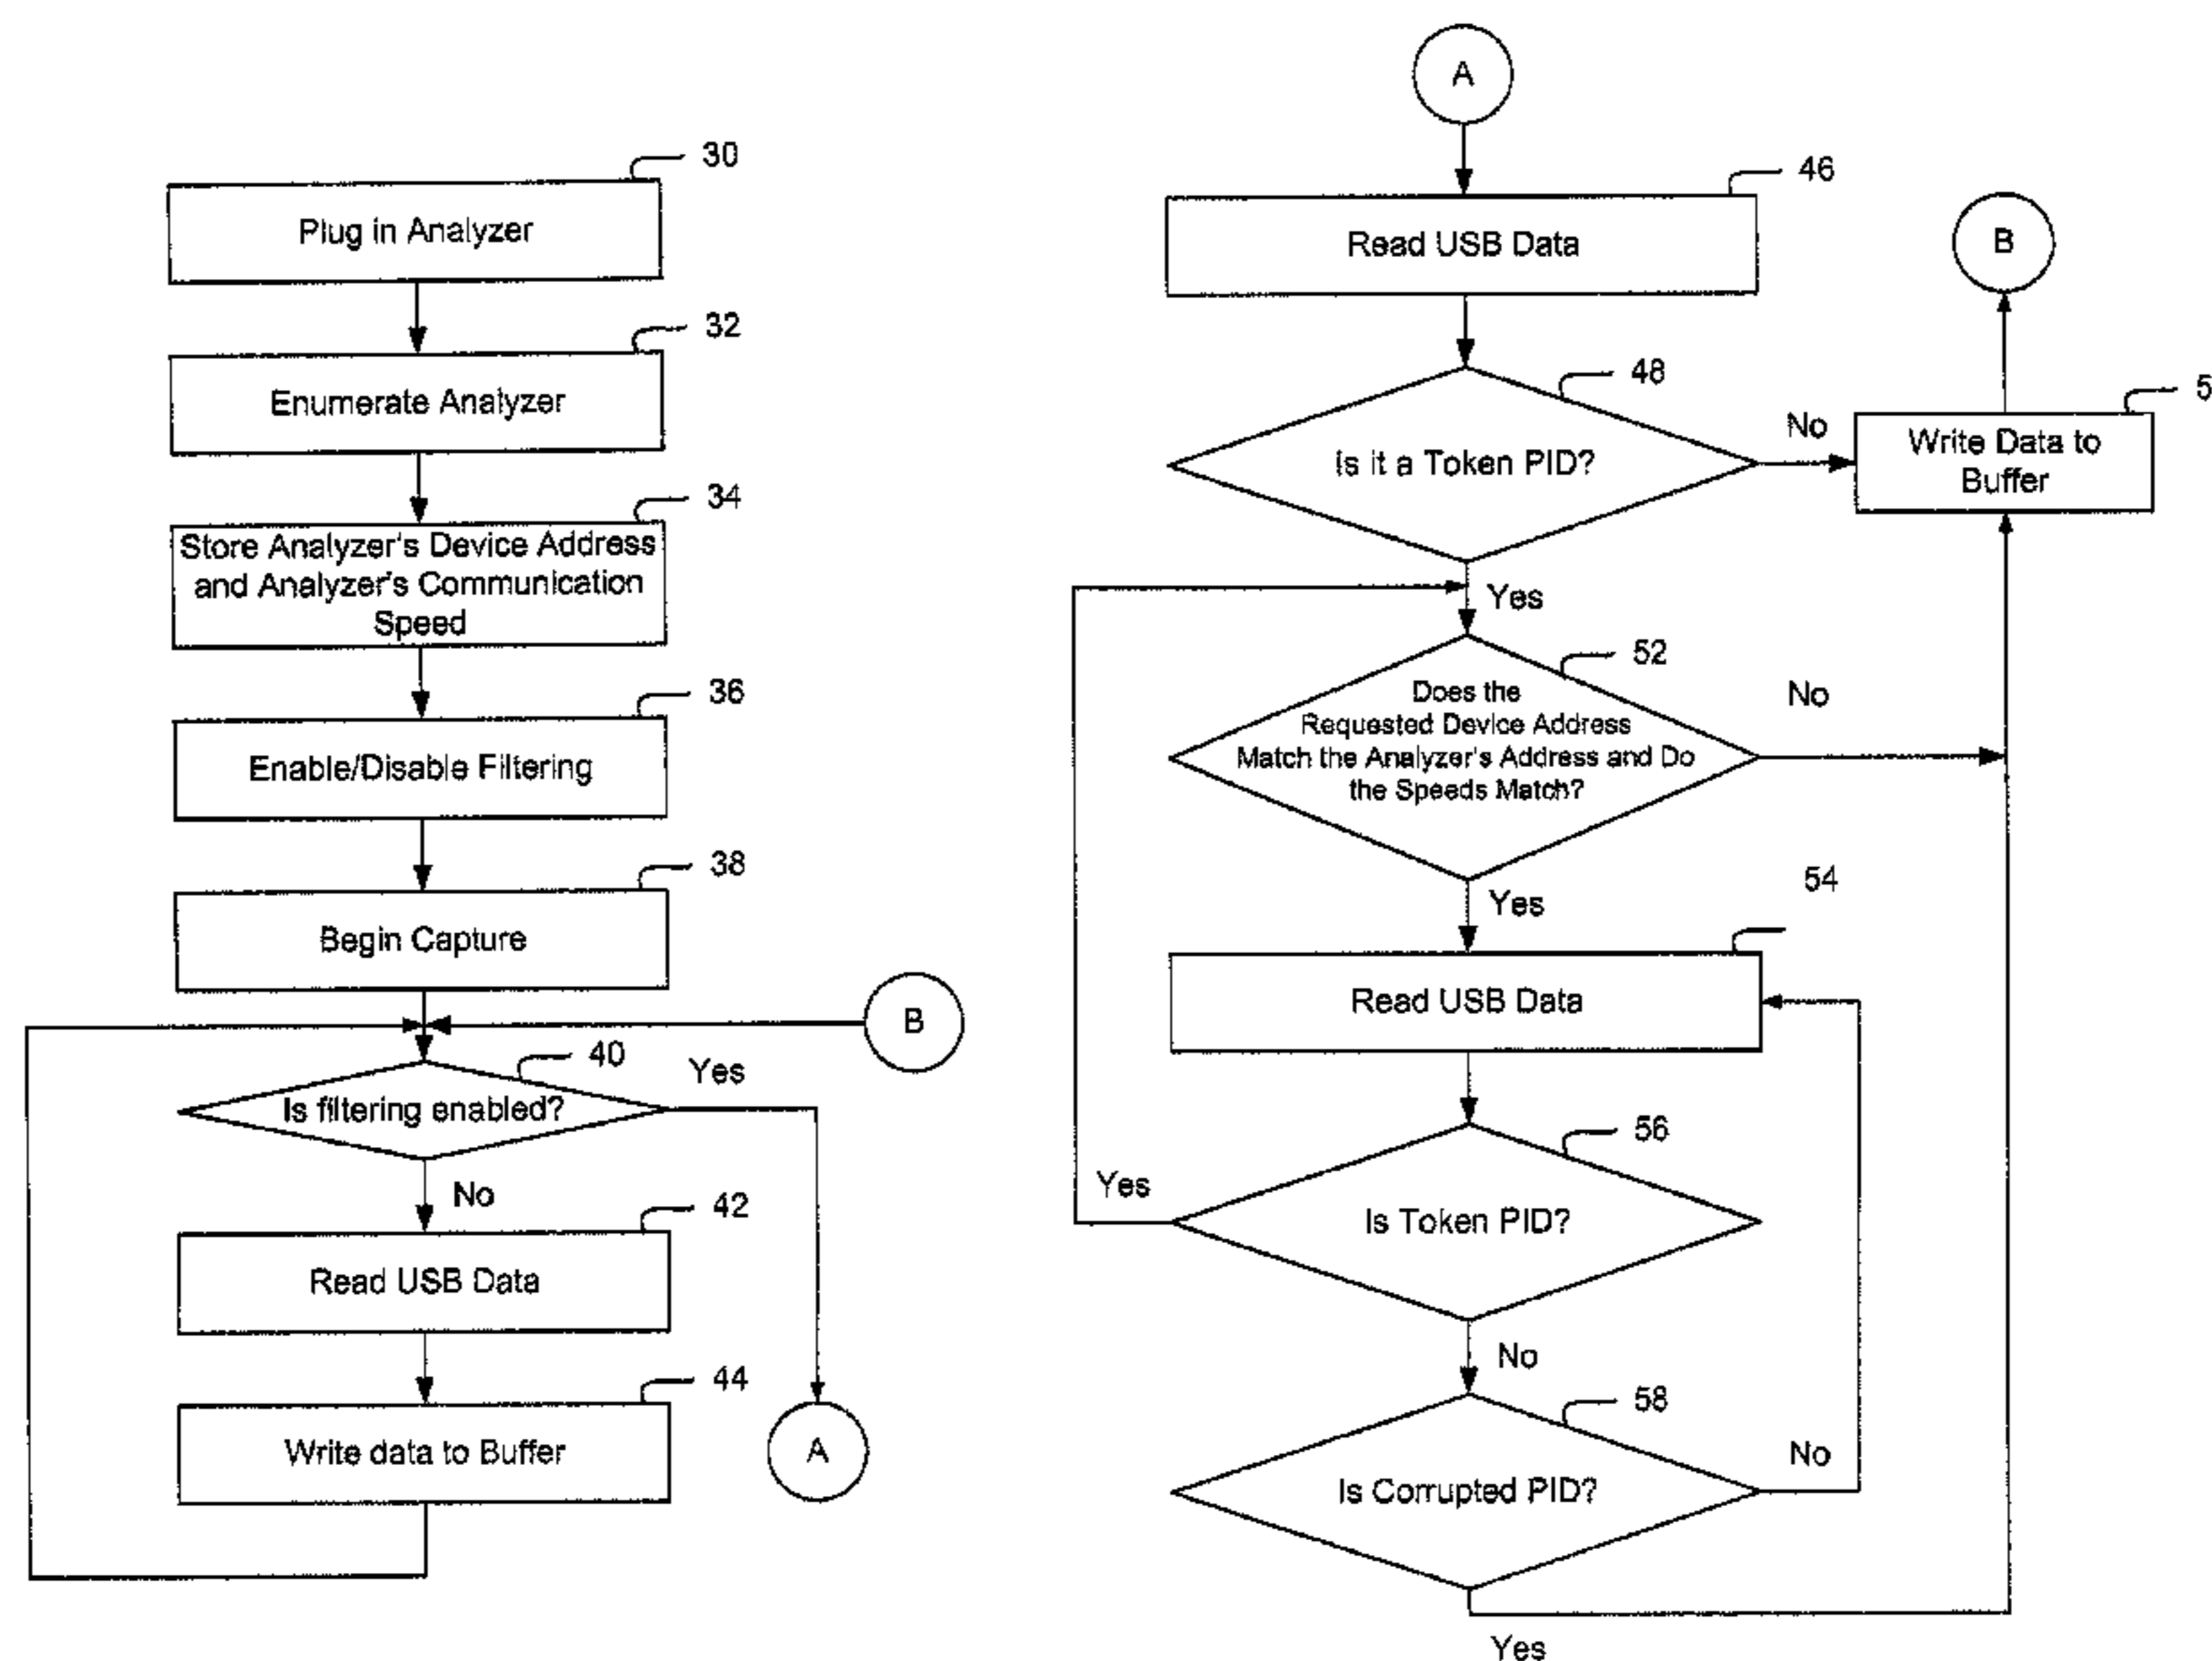 30
Plug in Analyzer
32
Enumerate Analyzer
34
Store Analyzer's Device Address
and Analyzer's Communication
Speed
36
Enable/Disable Filtering
38
Begin Capture
B
40
Is filtering enabled?
Yes
No
42
Read USB Data
44
Write data to Buffer
A
A
46
Read USB Data
B
48
Is it a Token PID?
No
5
Write Data to
Buffer
Yes
52
Does the
Requested Device Address
Match the Analyzer's Address and Do
the Speeds Match?
No
Yes
54
Read USB Data
56
Is Token PID?
Yes
No
58
Is Corrupted PID?
No
Yes